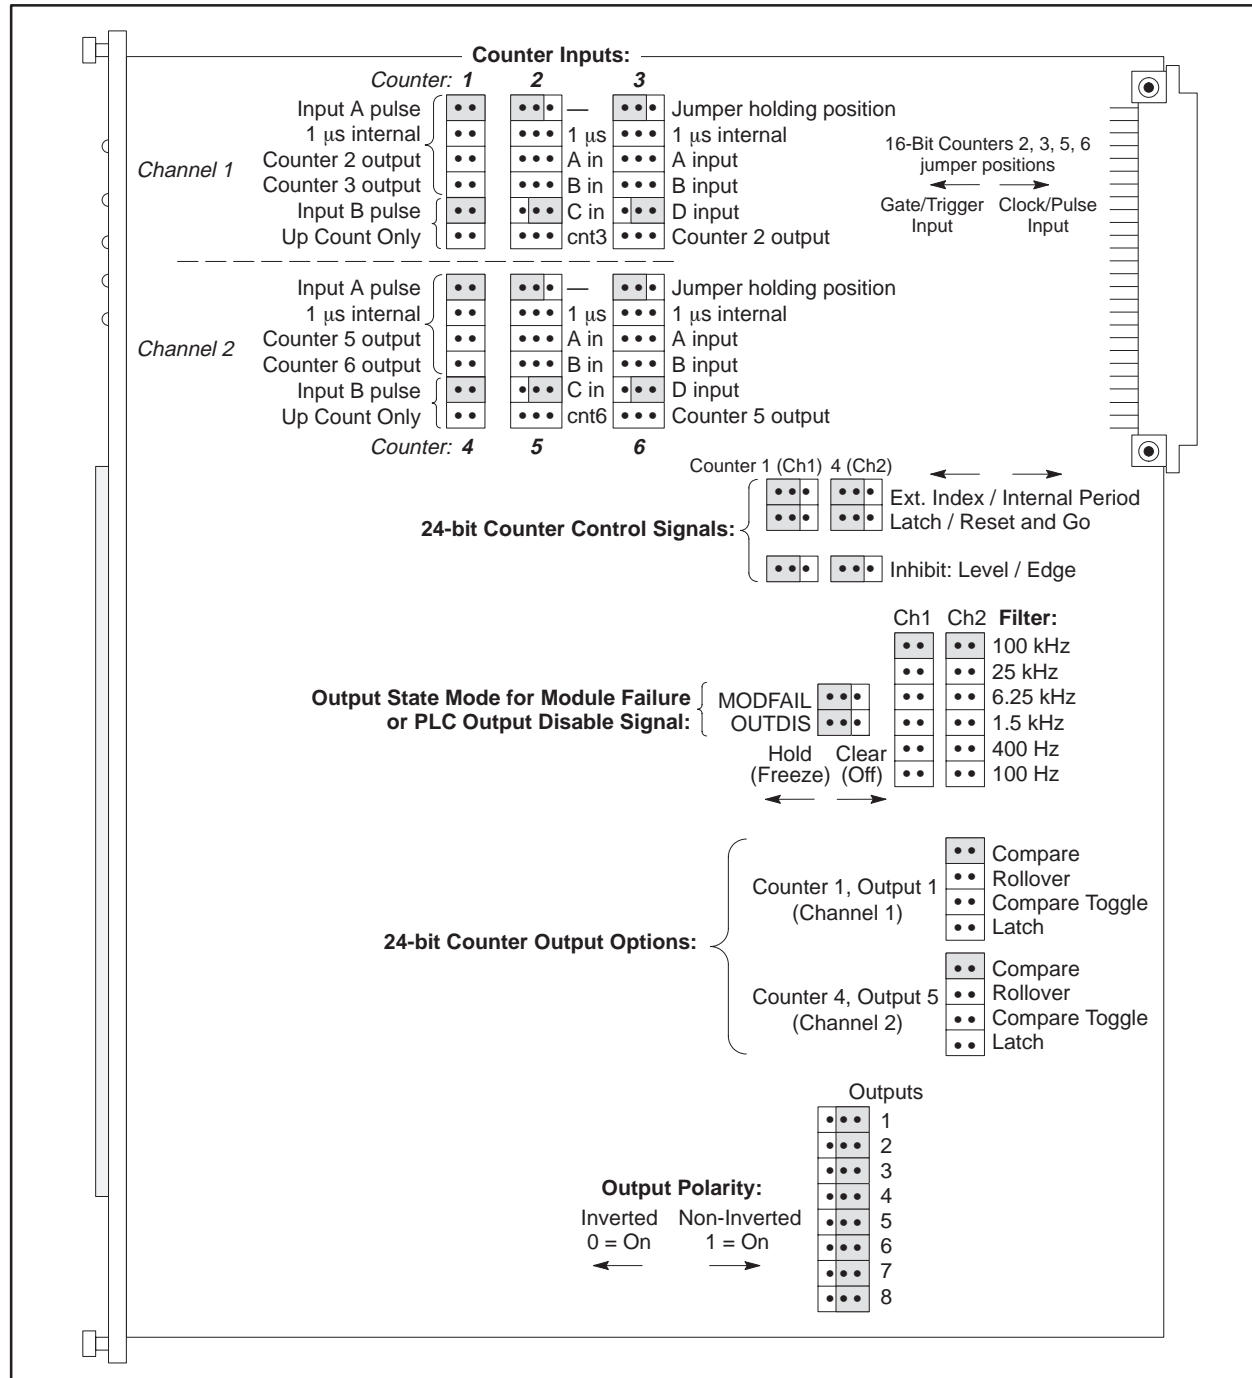 Counter Inputs:
Counter: 1 2 3
Input A pulse — Jumper holding position
1 μs internal 1 μs 1 μs internal
Counter 2 output A in A input
Counter 3 output B in B input
Input B pulse C in D input
Up Count Only cnt3 Counter 2 output
Channel 1
16-Bit Counters 2, 3, 5, 6
jumper positions
Gate/Trigger Clock/Pulse
Input Input
Input A pulse — Jumper holding position
1 μs internal 1 μs 1 μs internal
Counter 5 output A in A input
Counter 6 output B in B input
Input B pulse C in D input
Up Count Only cnt6 Counter 5 output
Channel 2
Counter: 4 5 6
Counter 1 (Ch1) 4 (Ch2)
Ext. Index / Internal Period
Latch / Reset and Go
24-bit Counter Control Signals:
Inhibit: Level / Edge
Ch1 Ch2 Filter:
100 kHz
25 kHz
6.25 kHz
1.5 kHz
400 Hz
100 Hz
Output State Mode for Module Failure
or PLC Output Disable Signal:
MODFAIL
OUTDIS
Hold Clear
(Freeze) (Off)
24-bit Counter Output Options:
Counter 1, Output 1
(Channel 1)
Compare
Rollover
Compare Toggle
Latch
Counter 4, Output 5
(Channel 2)
Compare
Rollover
Compare Toggle
Latch
Outputs
1
2
3
4
5
6
7
8
Output Polarity:
Inverted Non-Inverted
0 = On 1 = On